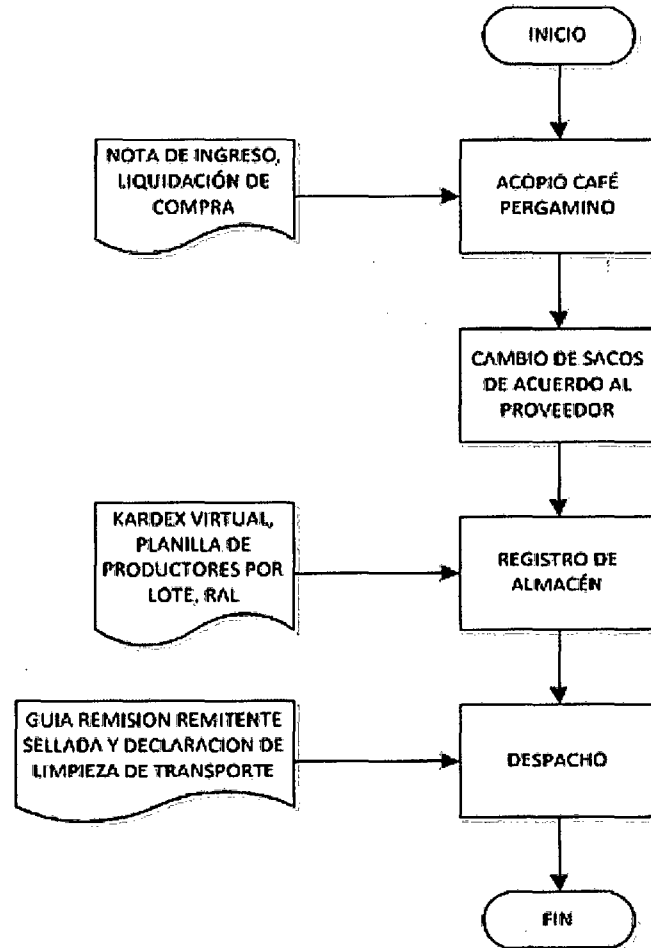 INICIO
NOTA DE INGRESO,
LIQUIDACIÓN DE
COMPRA
ACOPIO CAFÉ
PERGAMINO
CAMBIO DE SACOS
DE ACUERDO AL
PROVEEDOR
KARDEX VIRTUAL,
PLANILLA DE
PRODUCTORES POR
LOTE, RAL
REGISTRO DE
ALMACÉN
GUIA REMISION REMITENTE
SELLADA Y DECLARACION DE
LIMPIEZA DE TRANSPORTE
DESPACHO
FIN